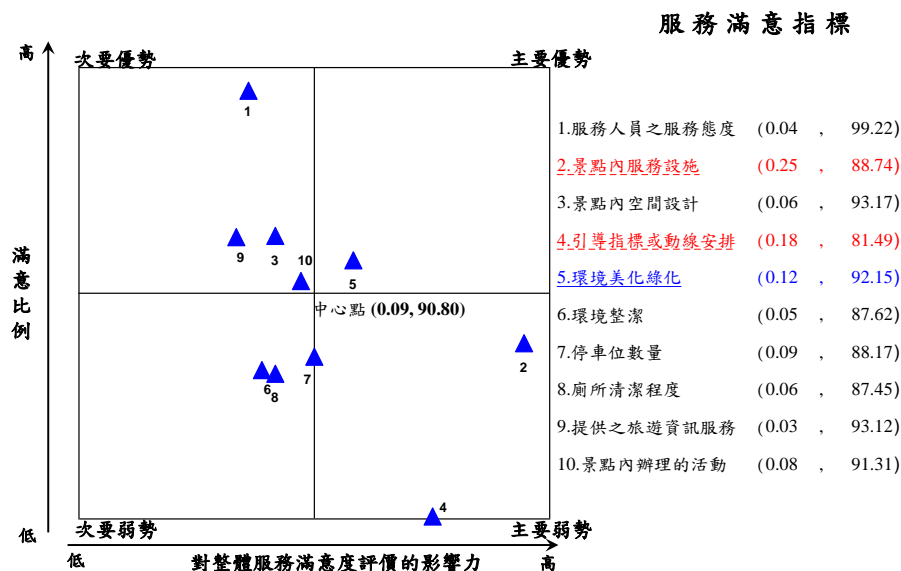 服務滿意指標
高
次要優勢
主要優勢
1
1.服務人員之服務態度 (0.04 , 99.22)
2.景點內服務設施 (0.25 , 88.74)
3.景點內空間設計 (0.06 , 93.17)
4.引導指標或動線安排 (0.18 , 81.49)
5.環境美化綠化 (0.12 , 92.15)
6.環境整潔 (0.05 , 87.62)
7.停車位數量 (0.09 , 88.17)
8.廁所清潔程度 (0.06 , 87.45)
9.提供之旅遊資訊服務 (0.03 , 93.12)
10.景點內辦理的活動 (0.08 , 91.31)
滿意比例
9
3
10
5
中心點 (0.09, 90.80)
7
2
6
8
4
次要弱勢
主要弱勢
低
低
對整體服務滿意度評價的影響力
高